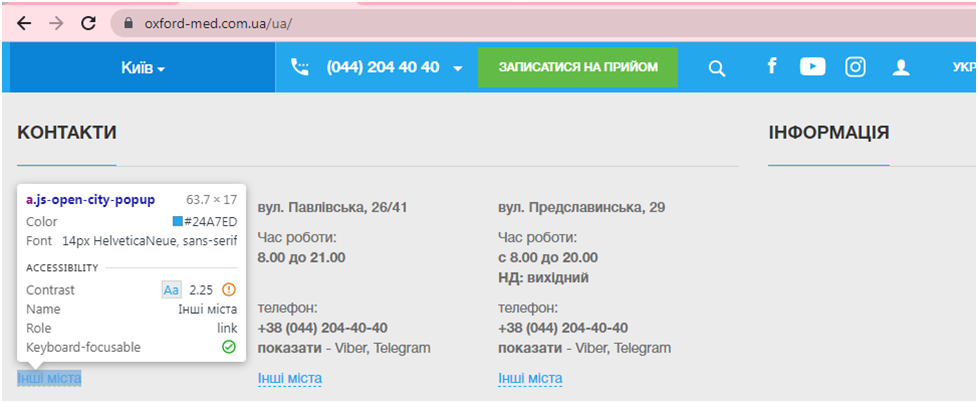 oxford-med.com.ua/ua/
Київ
(044) 204 40 40
ЗАПИСАТИСЯ НА ПРИЙОМ
УКР
КОНТАКТИ
ІНФОРМАЦІЯ
a.js-open-city-popup 63.7 × 17
Color #24A7ED
Font 14px HelveticaNeue, sans-serif
ACCESSIBILITY
Contrast Aa 2.25
Name Інші міста
Role link
Keyboard-focusable
Інші міста
вул. Павлівська, 26/41
Час роботи:
8.00 до 21.00
телефон:
+38 (044) 204-40-40
показати - Viber, Telegram
Інші міста
вул. Предславинська, 29
Час роботи:
с 8.00 до 20.00
НД: вихідний
телефон:
+38 (044) 204-40-40
показати - Viber, Telegram
Інші міста